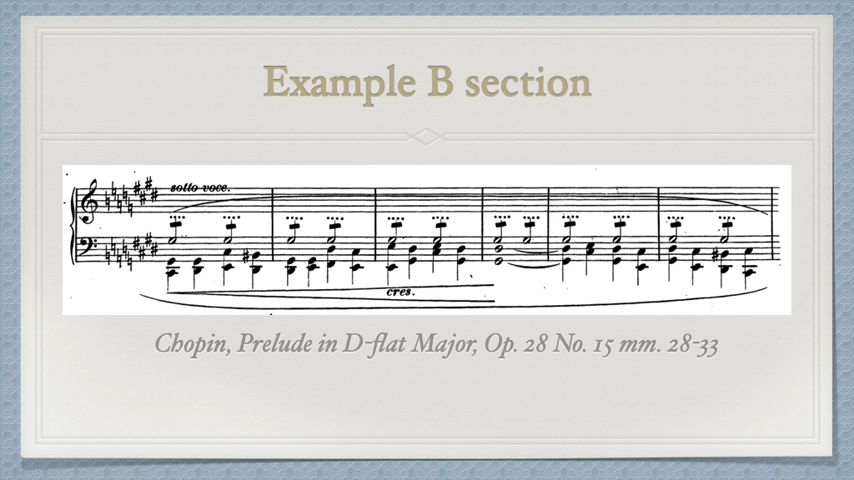 Example B section
sotto voce.
cres.
Chopin, Prelude in D-flat Major, Op. 28 No. 15 mm. 28-33